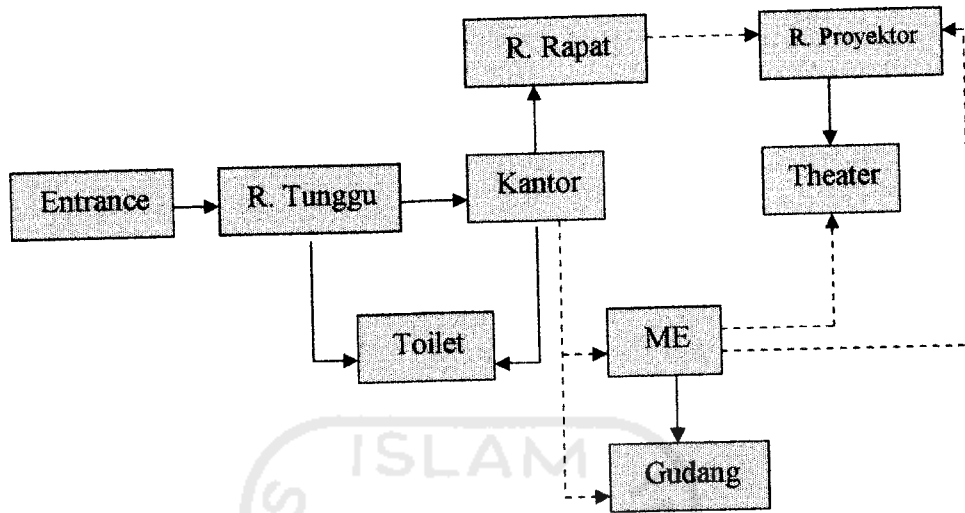 R. Rapat
R. Proyektor
Entrance
R. Tunggu
Kantor
Theater
Toilet
ME
Gudang
ISLAM
S